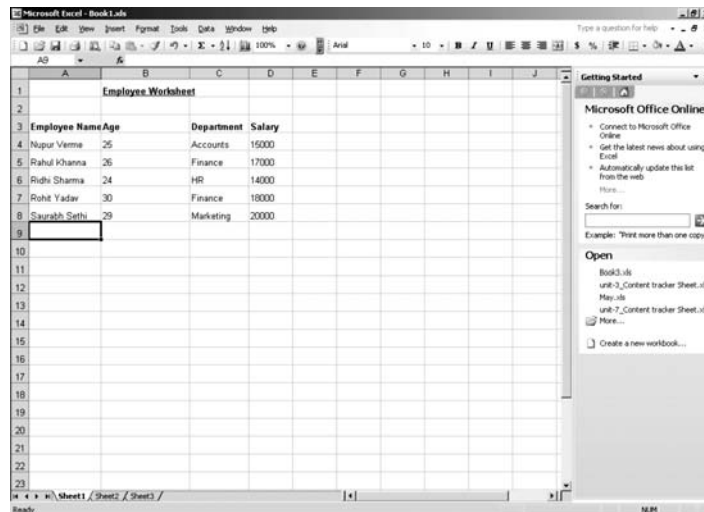 Microsoft Excel - Book1.xls
File Edit View Insert Format Tools Data Window Help
Type a question for help
100% Arial 10 B I U $ %
A9 fx
A B C D E F G H I J
1 Employee Worksheet
2
3 Employee Name Age Department Salary
4 Nupur Verme 25 Accounts 15000
5 Rahul Khanna 26 Finance 17000
6 Ridhi Sharma 24 HR 14000
7 Rohit Yadav 30 Finance 18000
8 Saurabh Sethi 29 Marketing 20000
9
10
11
12
13
14
15
16
17
18
19
20
21
22
23
Sheet1 Sheet2 Sheet3
Ready
NUM
Getting Started
Microsoft Office Online
Connect to Microsoft Office
Online
Get the latest news about using
Excel
Automatically update this list
from the web
More...
Search for:
Example: "Print more than one copy
Open
Book3.xls
unit-3_Content tracker Sheet.xl
May.xls
unit-7_Content tracker Sheet.xl
More...
Create a new workbook...